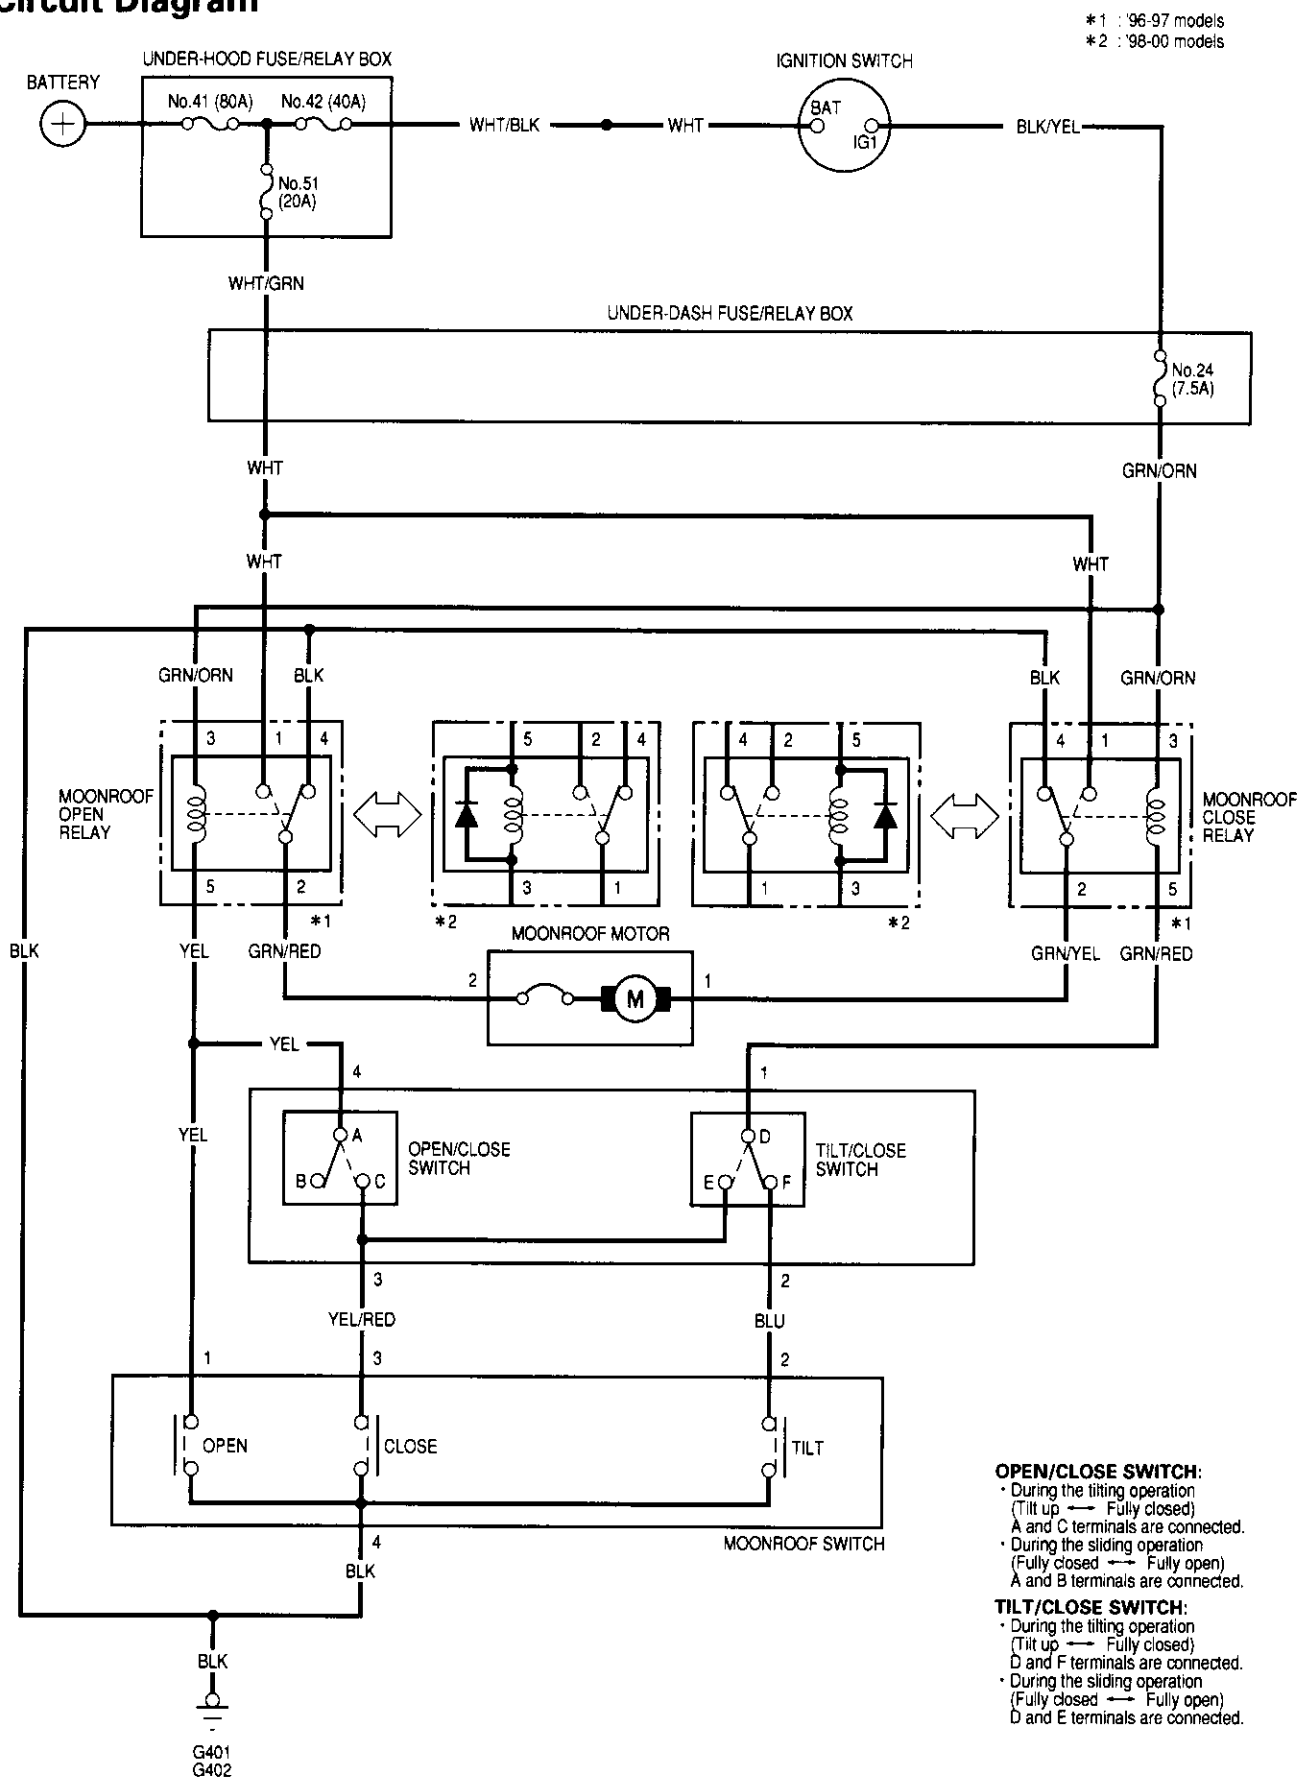 Circuit Diagram
*1 : '96-97 models
*2 : '98-00 models
UNDER-HOOD FUSE/RELAY BOX
IGNITION SWITCH
BATTERY
No.41 (80A)
No.42 (40A)
BAT
IG1
WHT/BLK
WHT
BLK/YEL
No.51
(20A)
WHT/GRN
UNDER-DASH FUSE/RELAY BOX
No.24
(7.5A)
WHT
GRN/ORN
WHT
WHT
GRN/ORN
BLK
BLK
GRN/ORN
3 1 4
5 2 4
4 2 5
4 1 3
MOONROOF
OPEN
RELAY
MOONROOF
CLOSE
RELAY
5 2
3 1
1 3
2 5
*1
*2
*2
*1
BLK
YEL
GRN/RED
MOONROOF MOTOR
GRN/YEL
GRN/RED
2
M
1
YEL
4
1
YEL
A
B
C
OPEN/CLOSE
SWITCH
D
E
F
TILT/CLOSE
SWITCH
3
2
YEL/RED
BLU
1
3
2
OPEN
CLOSE
TILT
4
MOONROOF SWITCH
BLK
BLK
G401
G402
OPEN/CLOSE SWITCH:
· During the tilting operation
(Tilt up ⟷ Fully closed)
A and C terminals are connected.
· During the sliding operation
(Fully closed ⟷ Fully open)
A and B terminals are connected.
TILT/CLOSE SWITCH:
· During the tilting operation
(Tilt up ⟷ Fully closed)
D and F terminals are connected.
· During the sliding operation
(Fully closed ⟷ Fully open)
D and E terminals are connected.